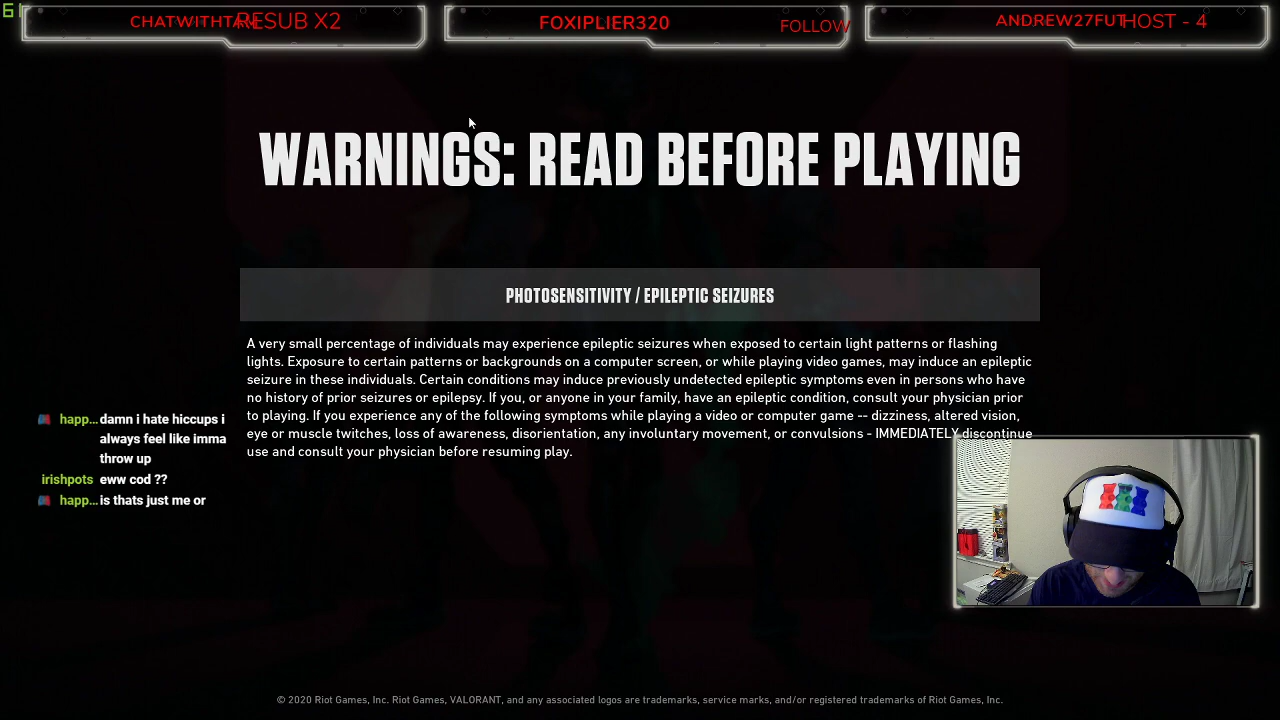 61
CHATWITHTAN RESUB X2
FOXIPLIER320 FOLLOW
ANDREW27FUT HOST - 4
WARNINGS: READ BEFORE PLAYING
PHOTOSENSITIVITY / EPILEPTIC SEIZURES
A very small percentage of individuals may experience epileptic seizures when exposed to certain light patterns or flashing
lights. Exposure to certain patterns or backgrounds on a computer screen, or while playing video games, may induce an epileptic
seizure in these individuals. Certain conditions may induce previously undetected epileptic symptoms even in persons who have
no history of prior seizures or epilepsy. If you, or anyone in your family, have an epileptic condition, consult your physician prior
to playing. If you experience any of the following symptoms while playing a video or computer game -- dizziness, altered vision,
eye or muscle twitches, loss of awareness, disorientation, any involuntary movement, or convulsions - IMMEDIATELY discontinue
use and consult your physician before resuming play.
happ... damn i hate hiccups i
always feel like imma
throw up
irishpots eww cod ??
happ... is thats just me or
© 2020 Riot Games, Inc. Riot Games, VALORANT, and any associated logos are trademarks, service marks, and/or registered trademarks of Riot Games, Inc.